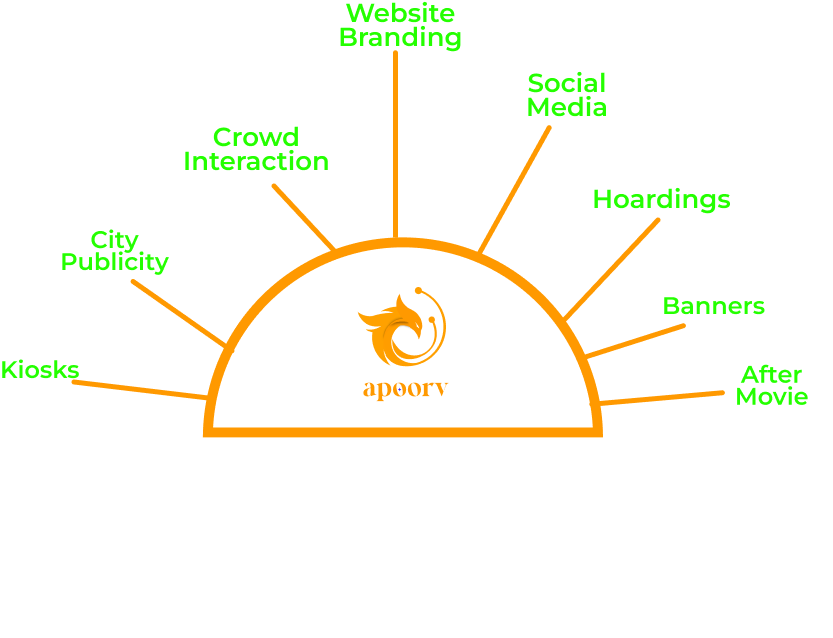 Website
Branding
Social
Media
Crowd
Interaction
Hoardings
City
Publicity
Banners
Kiosks
After
Movie
apoorv